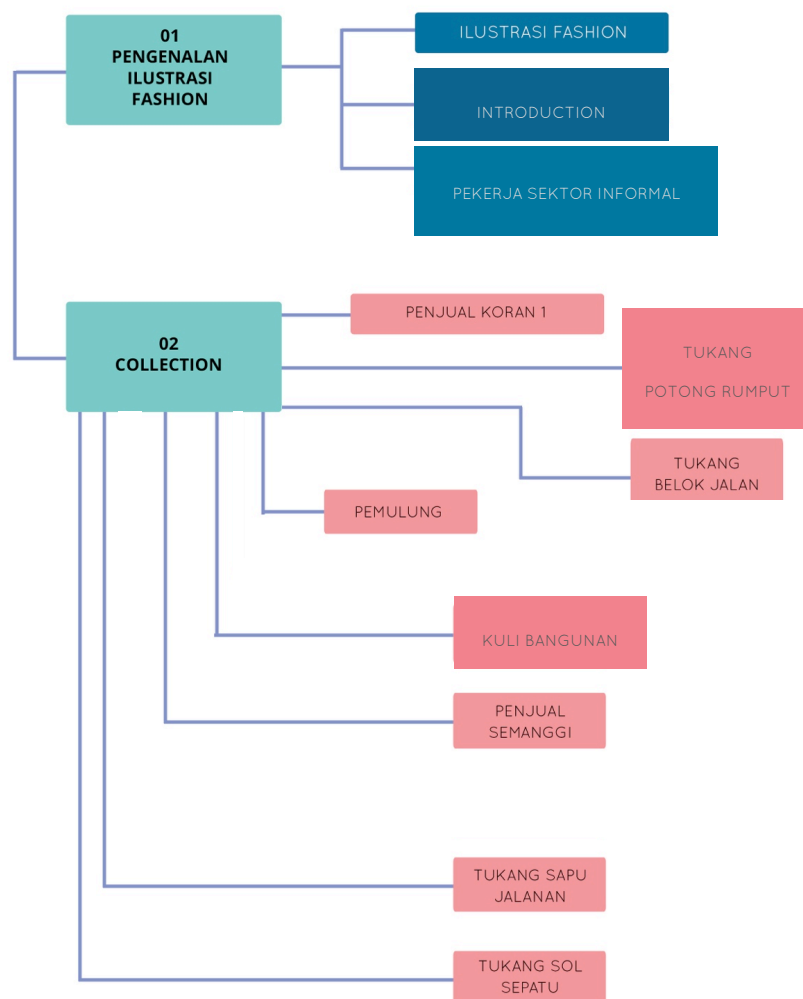 01
PENGENALAN
ILUSTRASI
FASHION
ILUSTRASI FASHION
INTRODUCTION
PEKERJA SEKTOR INFORMAL
02
COLLECTION
PENJUAL KORAN 1
TUKANG
POTONG RUMPUT
TUKANG
BELOK JALAN
PEMULUNG
KULI BANGUNAN
PENJUAL
SEMANGGI
TUKANG SAPU
JALANAN
TUKANG SOL
SEPATU